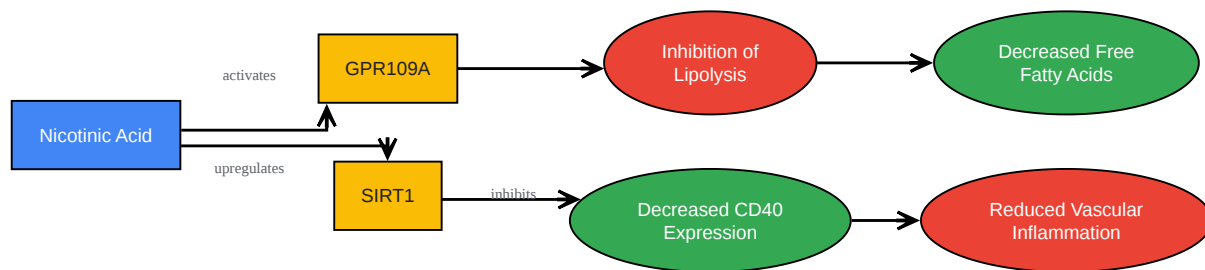 activates
GPR109A
Inhibition of
Lipolysis
Decreased Free
Fatty Acids
Nicotinic Acid
upregulates
SIRT1
inhibits
Decreased CD40
Expression
Reduced Vascular
Inflammation